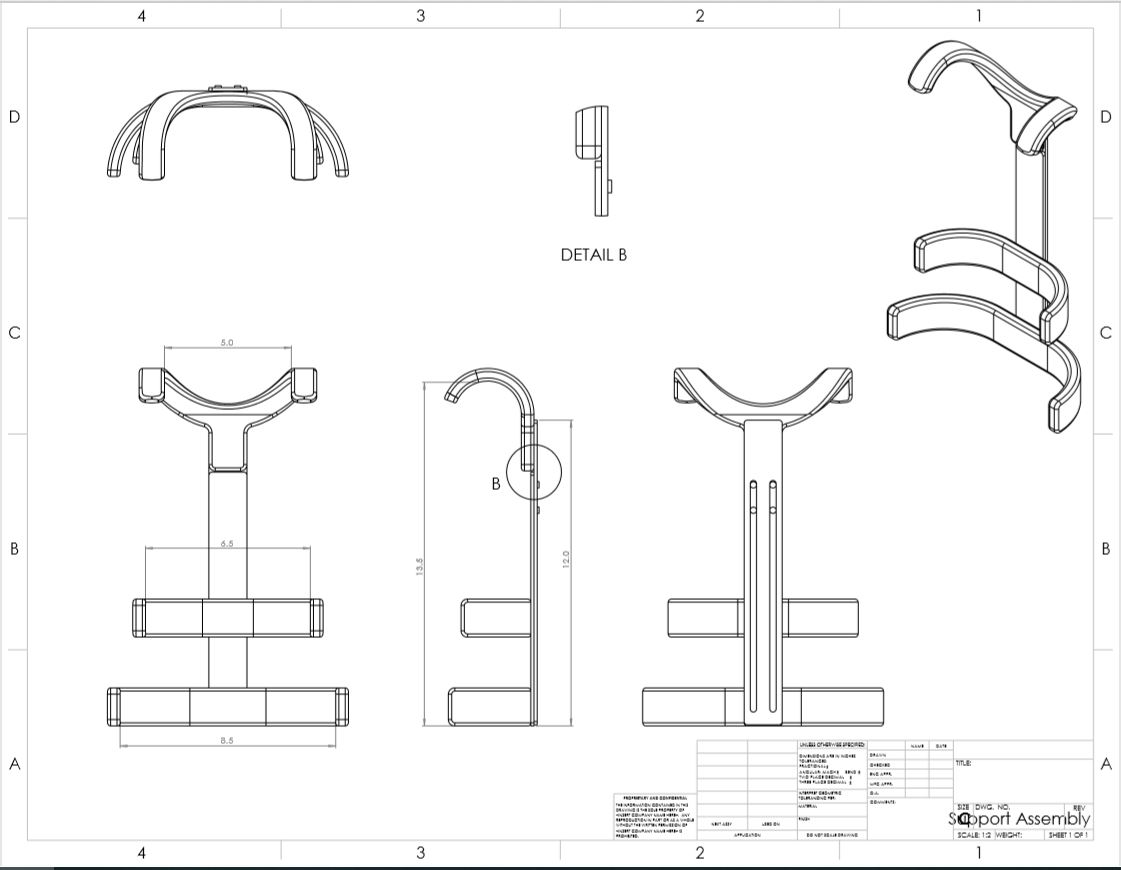 4 3 2 1
D D
DETAIL B
C C
5.0
B
B B
6.5
13.5
12.0
8.5
A A
UNLESS OTHERWISE SPECIFIED:
NAME DATE
DIMENSIONS ARE IN INCHES
TOLERANCES:
FRACTIONAL±
ANGULAR: MACH± BEND ±
TWO PLACE DECIMAL ±
THREE PLACE DECIMAL ±
DRAWN
CHECKED
ENG APPR.
MFG APPR.
Q.A.
COMMENTS:
TITLE:
INTERPRET GEOMETRIC
TOLERANCING PER:
MATERIAL
FINISH
PROPRIETARY AND CONFIDENTIAL
THE INFORMATION CONTAINED IN THIS
DRAWING IS THE SOLE PROPERTY OF
<INSERT COMPANY NAME HERE>. ANY
REPRODUCTION IN PART OR AS A WHOLE
WITHOUT THE WRITTEN PERMISSION OF
<INSERT COMPANY NAME HERE> IS
PROHIBITED.
NEXT ASSY USED ON
APPLICATION DO NOT SCALE DRAWING
SIZE DWG. NO. REV
Support Assembly
SCALE: 1:2 WEIGHT: SHEET 1 OF 1
4 3 2 1